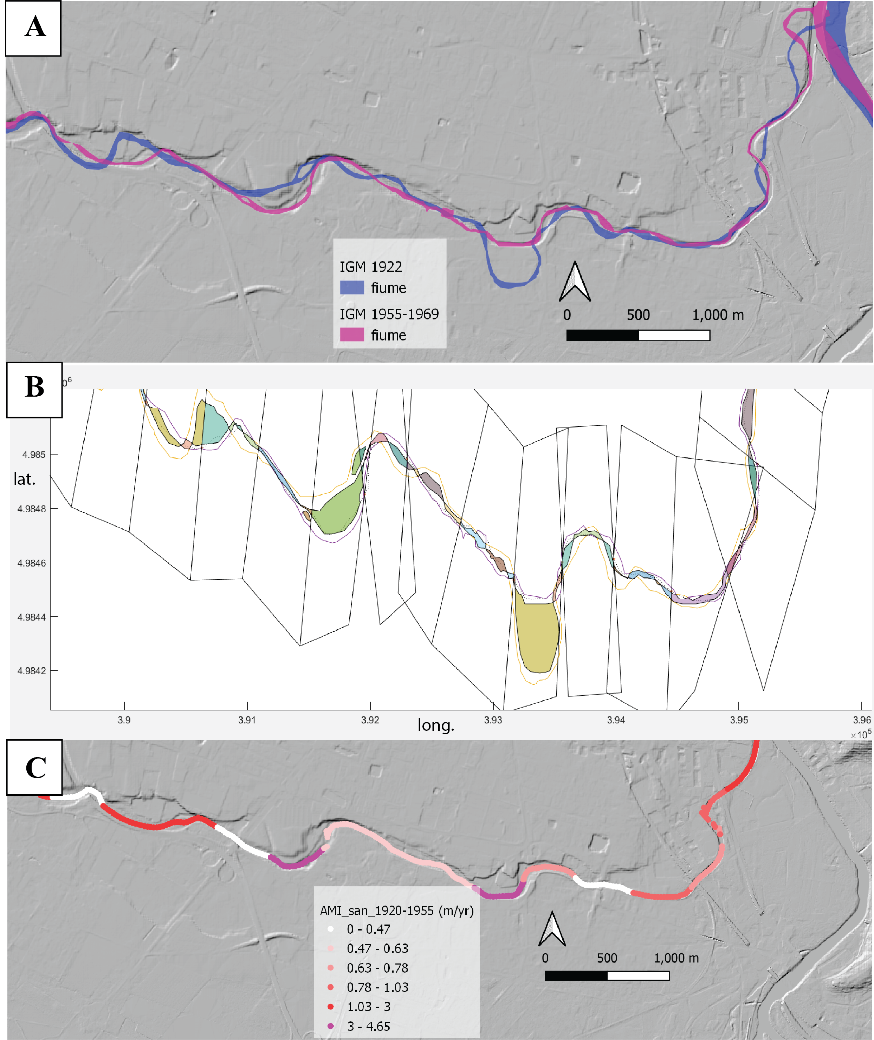 A
IGM 1922
fiume
IGM 1955-1969
fiume
0 500 1,000 m
B
6
4.985
lat.
4.9848
4.9846
4.9844
4.9842
3.9 3.91 3.92 3.93 3.94 3.95 3.96
long.
×10⁵
C
AMI_san_1920-1955 (m/yr)
0 - 0.47
0.47 - 0.63
0.63 - 0.78
0.78 - 1.03
1.03 - 3
3 - 4.65
0 500 1,000 m